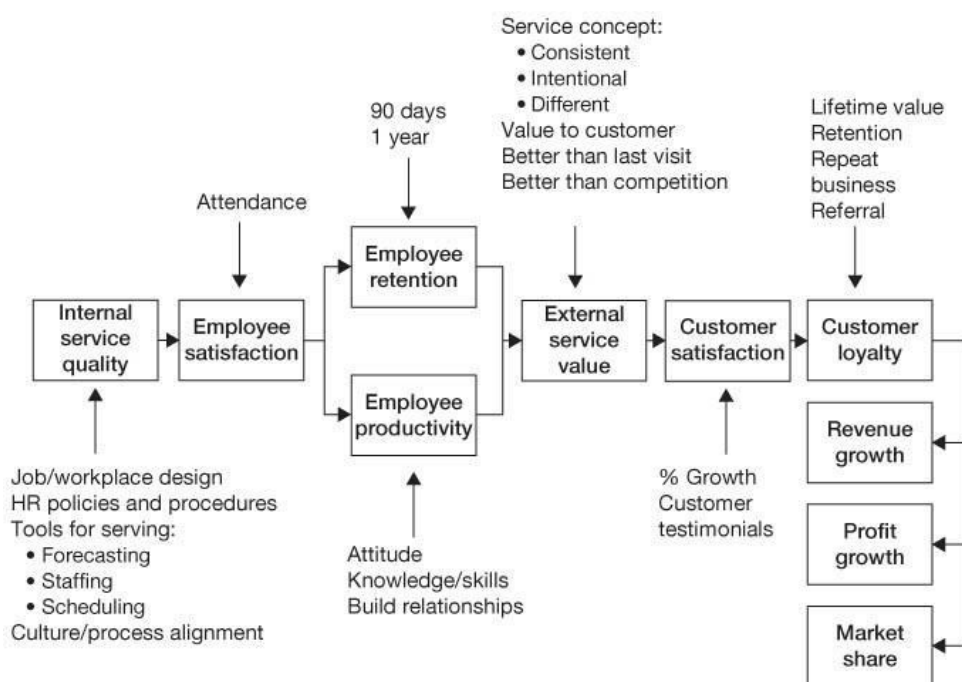 Service concept:
• Consistent
• Intentional
• Different
Value to customer
Better than last visit
Better than competition
90 days
1 year
Lifetime value
Retention
Repeat
business
Referral
Attendance
Employee
retention
Internal
service
quality
Employee
satisfaction
External
service
value
Customer
satisfaction
Customer
loyalty
Employee
productivity
Revenue
growth
Job/workplace design
HR policies and procedures
Tools for serving:
• Forecasting
• Staffing
• Scheduling
Culture/process alignment
Attitude
Knowledge/skills
Build relationships
% Growth
Customer
testimonials
Profit
growth
Market
share